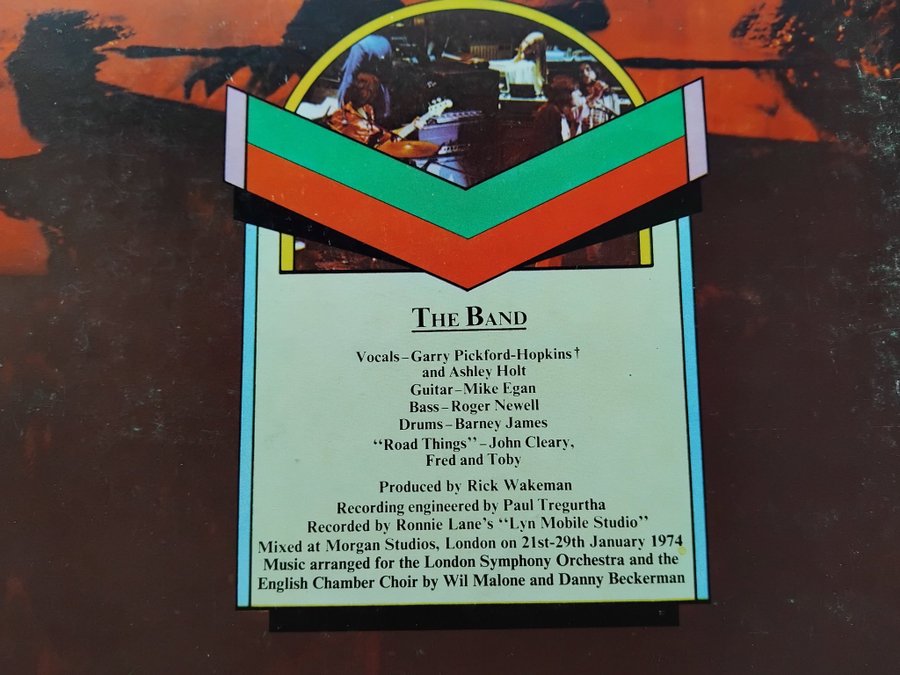 THE BAND
Vocals–Garry Pickford-Hopkins†
and Ashley Holt
Guitar–Mike Egan
Bass–Roger Newell
Drums–Barney James
“Road Things”–John Cleary,
Fred and Toby
Produced by Rick Wakeman
Recording engineered by Paul Tregurtha
Recorded by Ronnie Lane’s “Lyn Mobile Studio”
Mixed at Morgan Studios, London on 21st-29th January 1974
Music arranged for the London Symphony Orchestra and the
English Chamber Choir by Wil Malone and Danny Beckerman